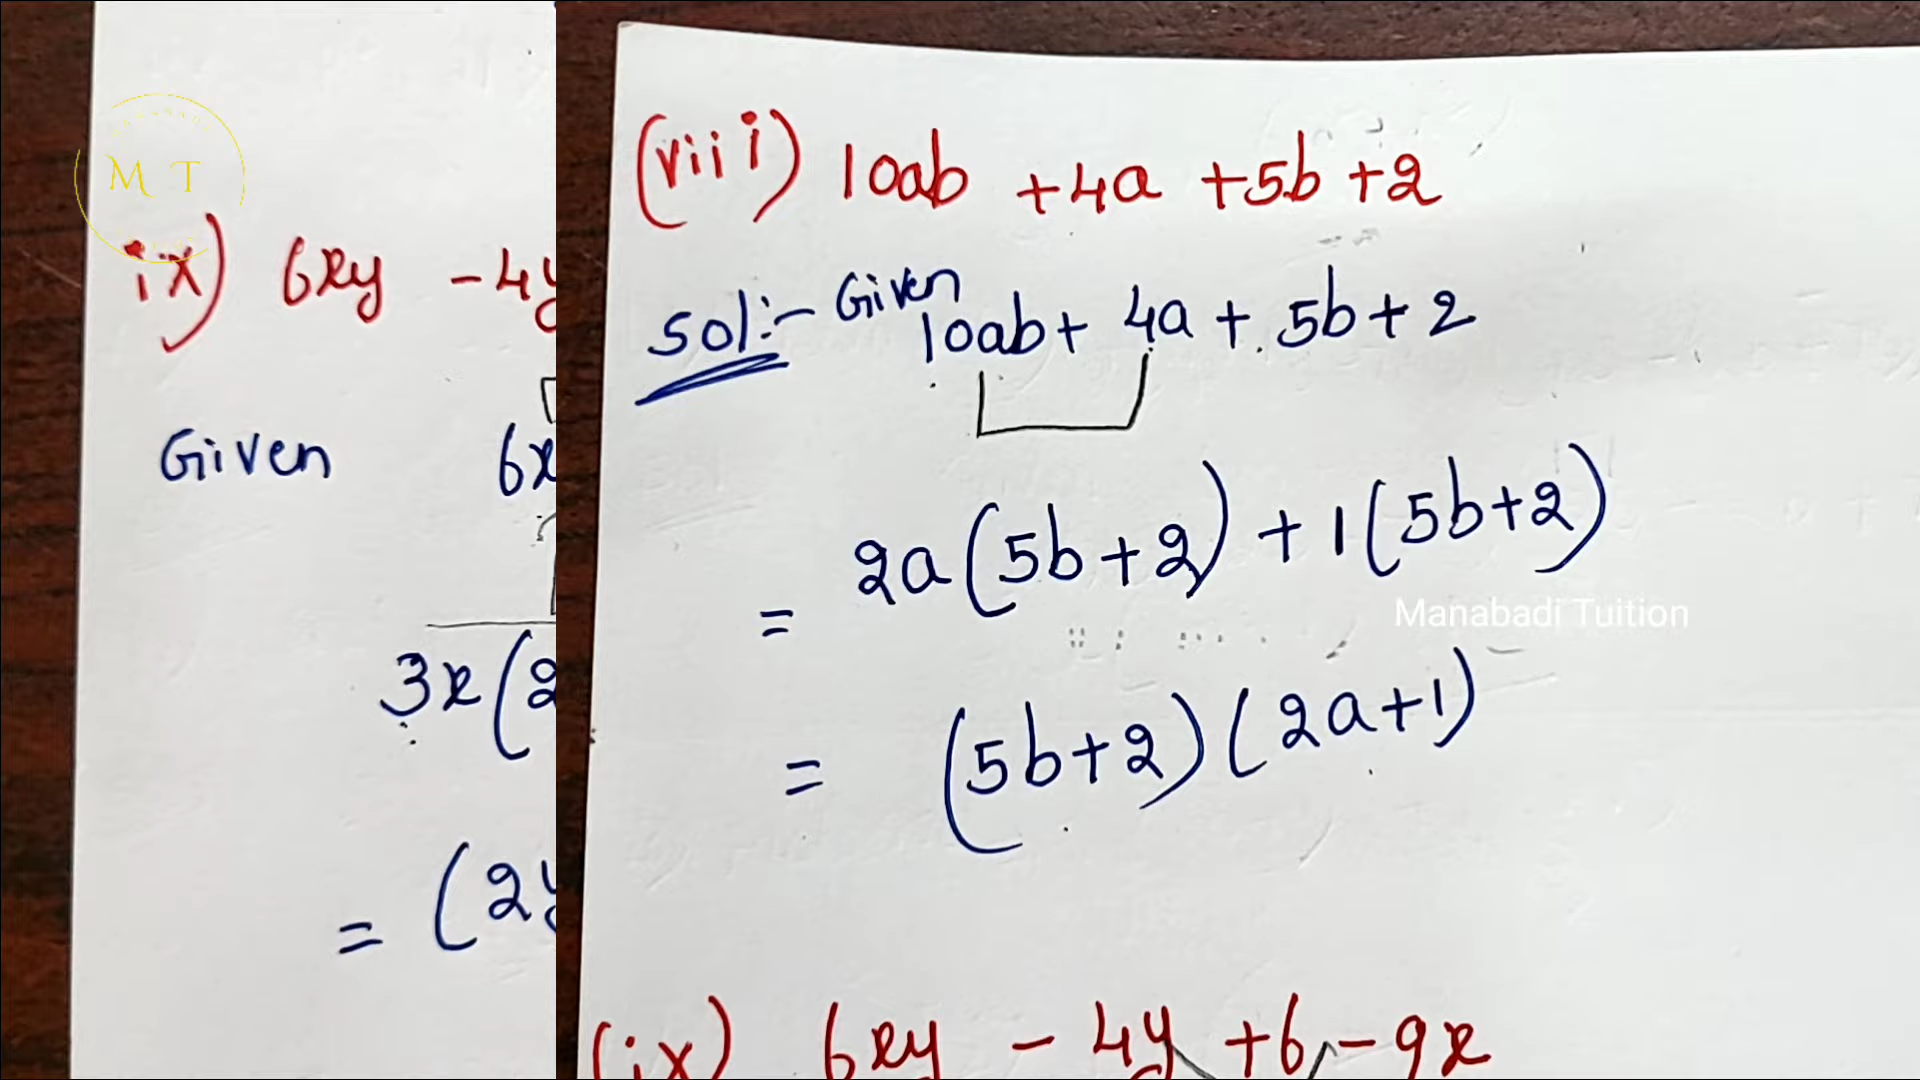 M T
ix) 6xy -4y
Given 6x
3x(2
= (2y
(viii) 10ab +4a +5b +2
Sol:- Given
10ab + 4a + 5b + 2
= 2a(5b+2) + 1(5b+2)
Manabadi Tuition
= (5b+2)(2a+1)
(ix) 6xy - 4y +6 -9x